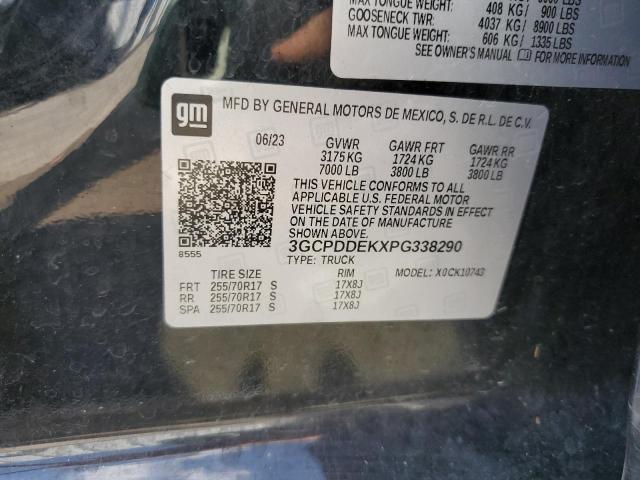 MAX TONGUE WEIGHT: 408 KG / 900 LBS
GOOSENECK TWR: 4037 KG / 8900 LBS
MAX TONGUE WEIGHT: 606 KG / 1335 LBS
SEE OWNER'S MANUAL FOR MORE INFORMATION
gm
MFD BY GENERAL MOTORS DE MEXICO, S. DE R.L. DE C.V.
06/23 GVWR GAWR FRT GAWR RR
3175 KG 1724 KG 1724 KG
7000 LB 3800 LB 3800 LB
THIS VEHICLE CONFORMS TO ALL
APPLICABLE U.S. FEDERAL MOTOR
VEHICLE SAFETY STANDARDS IN EFFECT
ON THE DATE OF MANUFACTURE
SHOWN ABOVE.
8555 3GCPDDEKXPG338290
TYPE: TRUCK MODEL: X0CK10743
TIRE SIZE RIM
FRT 255/70R17 S 17X8J
RR 255/70R17 S 17X8J
SPA 255/70R17 S 17X8J